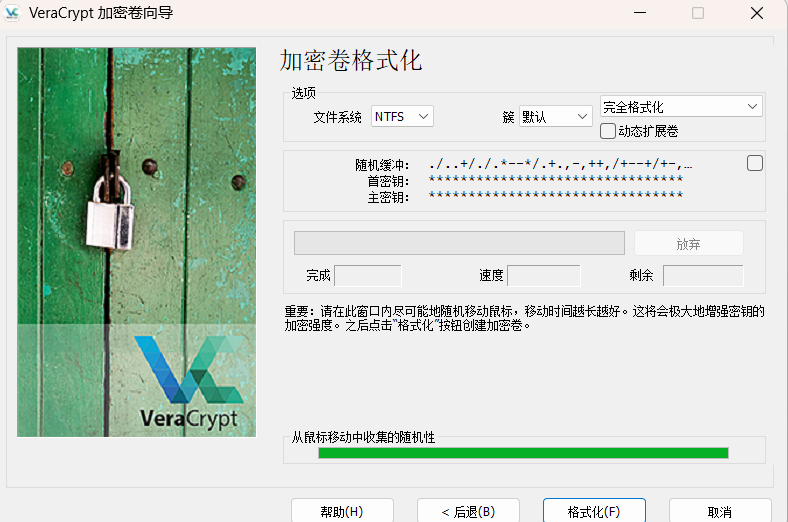 VeraCrypt 加密卷向导
加密卷格式化
选项
文件系统 NTFS 簇 默认 完全格式化
动态扩展卷
随机缓冲： ./..+/./.*--*/.+.,-,++,/+--+/+-,…
首密钥： ********************************
主密钥： ********************************
放弃
完成 速度 剩余
重要：请在此窗口内尽可能地随机移动鼠标，移动时间越长越好。这将会极大地增强密钥的
加密强度。之后点击"格式化"按钮创建加密卷。
VeraCrypt
从鼠标移动中收集的随机性
帮助(H) < 后退(B) 格式化(F) 取消